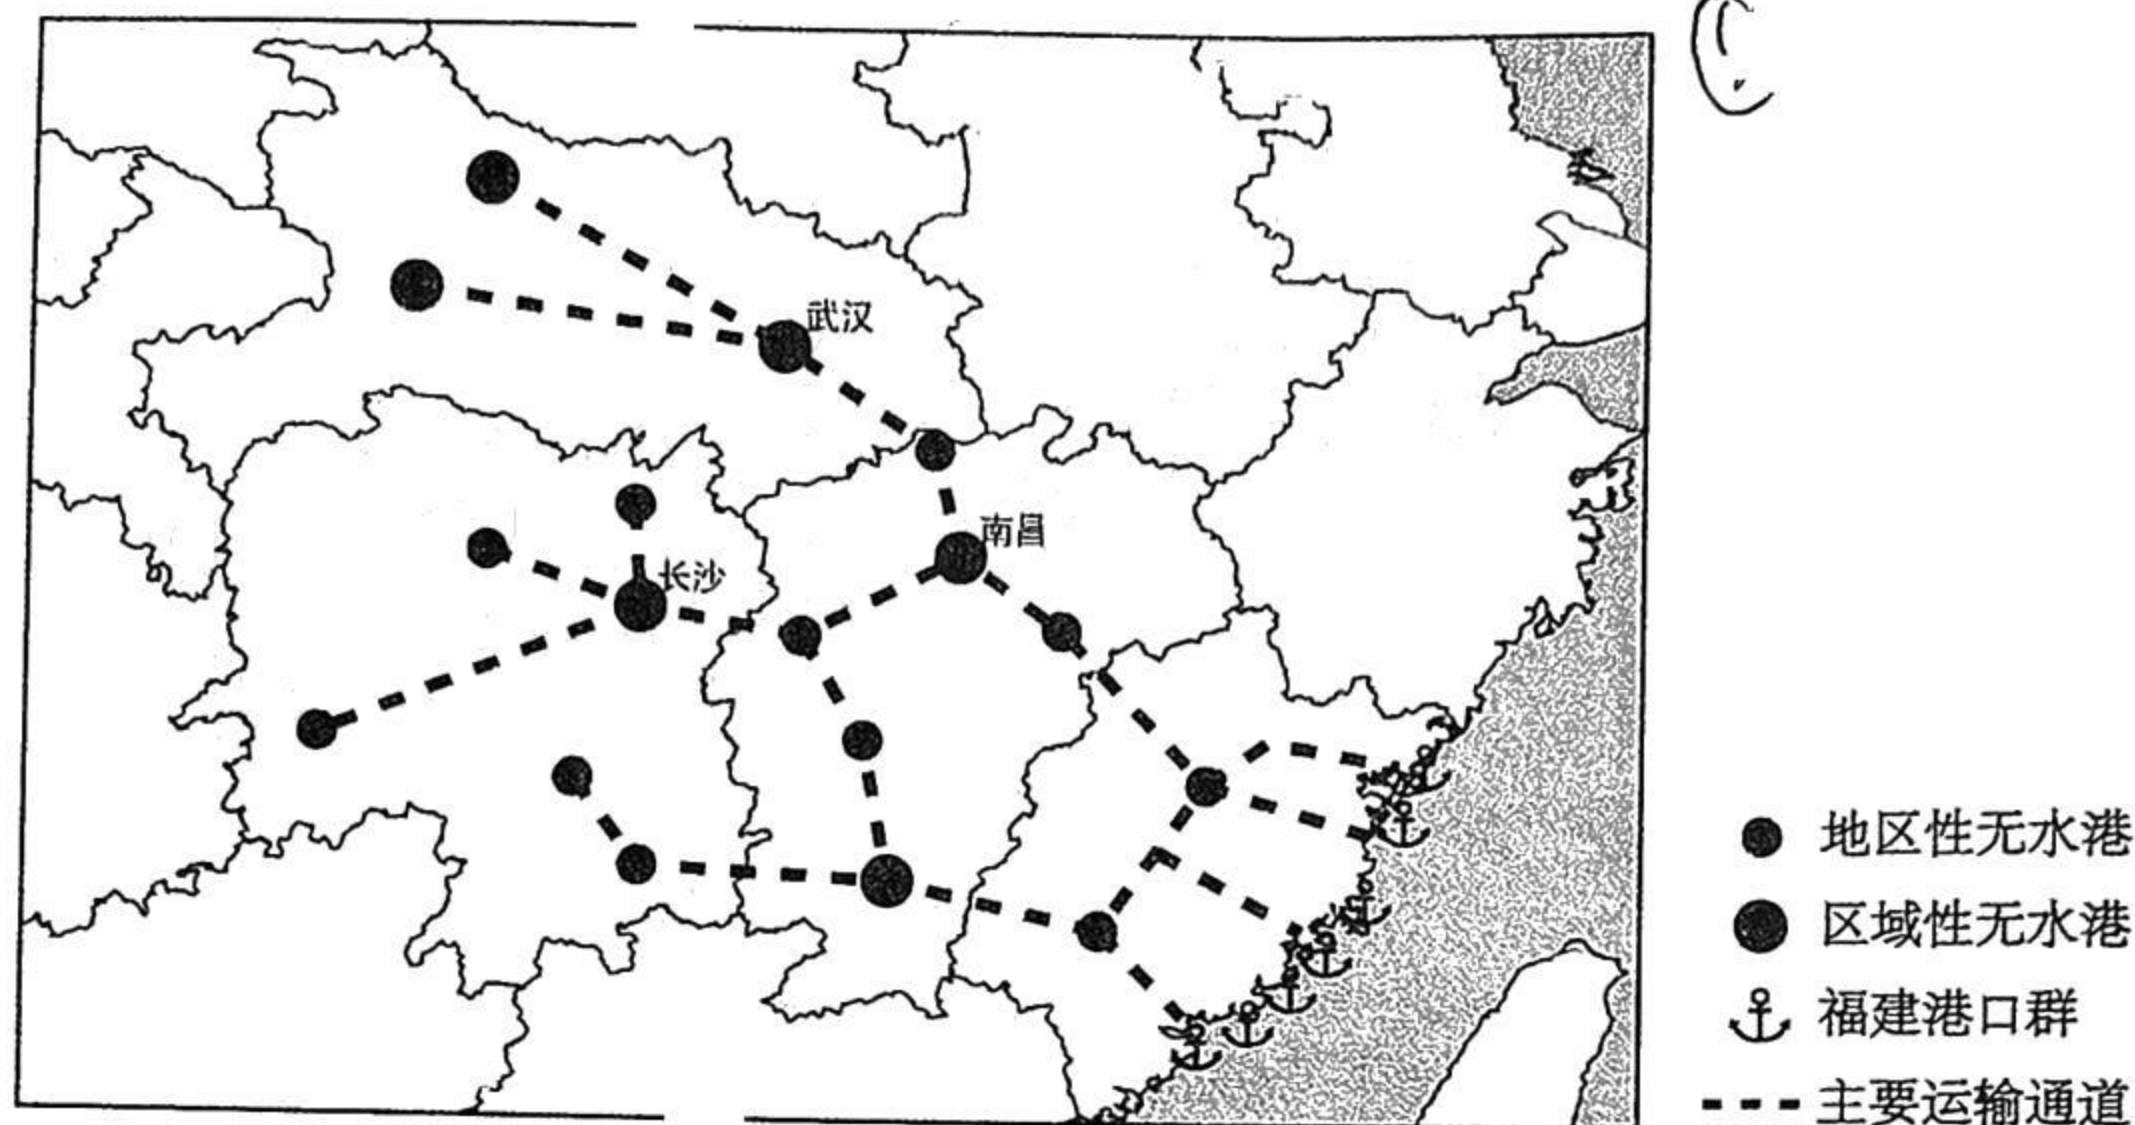 武汉
南昌
长沙
地区性无水港
区域性无水港
福建港口群
主要运输通道